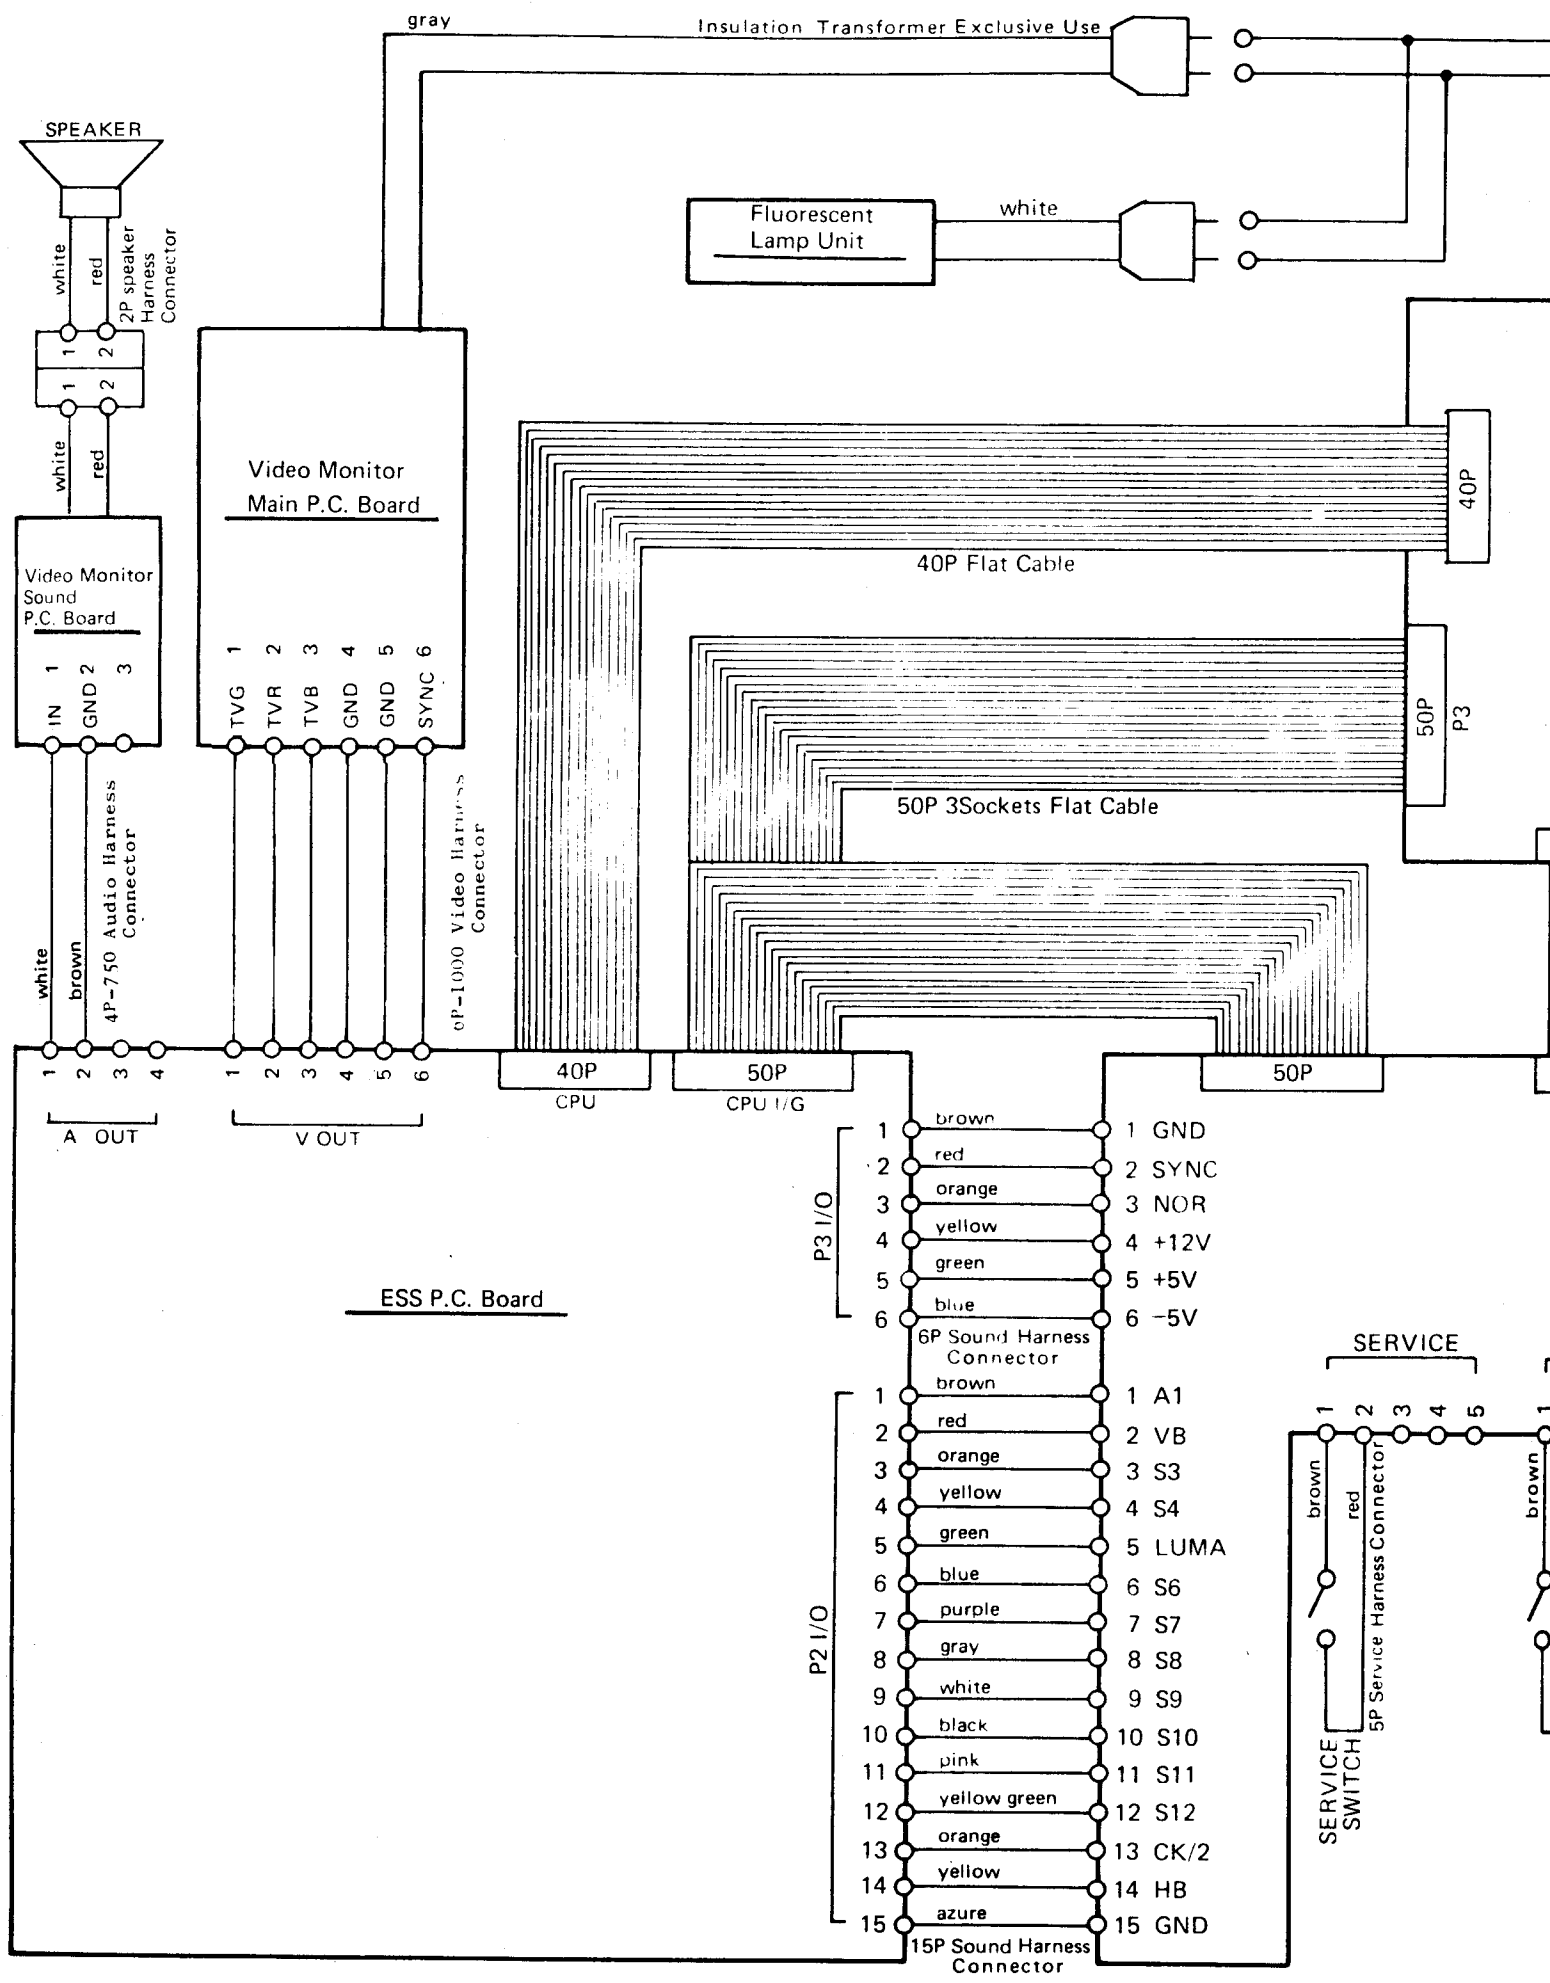 gray
Insulation Transformer Exclusive Use
SPEAKER
white
red
2P speaker
Harness
Connector
1
2
1
2
white
red
Fluorescent
Lamp Unit
white
Video Monitor
Main P.C. Board
Video Monitor
Sound
P.C. Board
IN 1
GND 2
3
TVG 1
TVR 2
TVB 3
GND 4
GND 5
SYNC 6
40P
40P Flat Cable
50P
P3
50P 3Sockets Flat Cable
white
brown
4P-750 Audio Harness
Connector
6P-1000 Video Harness
Connector
1
2
3
4
A OUT
1
2
3
4
5
6
V OUT
40P
CPU
50P
CPU I/G
50P
ESS P.C. Board
P3 I/O
1 brown 1 GND
2 red 2 SYNC
3 orange 3 NOR
4 yellow 4 +12V
5 green 5 +5V
6 blue 6 -5V
6P Sound Harness
Connector
P2 I/O
1 brown 1 A1
2 red 2 VB
3 orange 3 S3
4 yellow 4 S4
5 green 5 LUMA
6 blue 6 S6
7 purple 7 S7
8 gray 8 S8
9 white 9 S9
10 black 10 S10
11 pink 11 S11
12 yellow green 12 S12
13 orange 13 CK/2
14 yellow 14 HB
15 azure 15 GND
15P Sound Harness
Connector
SERVICE
1
2
3
4
5
1
brown
red
5P Service Harness Connector
brown
SERVICE
SWITCH